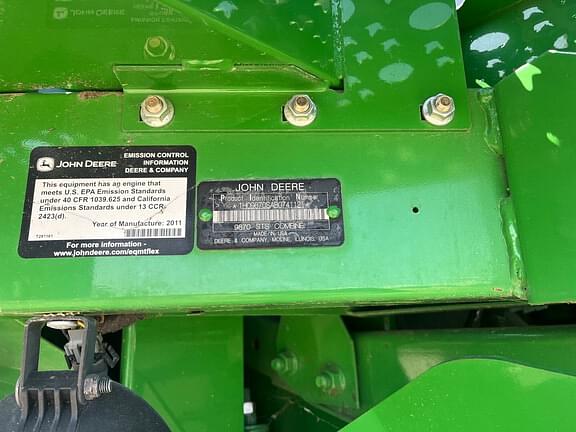 JOHN DEERE
EMISSION CONTROL
INFORMATION
DEERE & COMPANY
This equipment has an engine that
meets U.S. EPA Emission Standards
under 40 CFR 1039.625 and California
Emissions Standards under 13 CCR
2423(d).
Year of Manufacture: 2011
For more information -
www.johndeere.com/eqmtflex
JOHN DEERE
Product Identification Number
9870 STS COMBINE
MADE IN USA
DEERE & COMPANY, MOLINE, ILLINOIS, USA